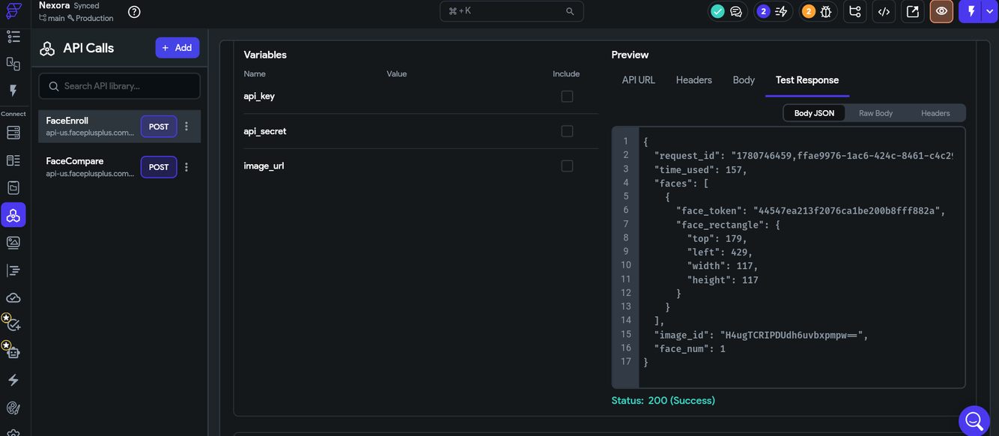 Nexora Synced
main Production
⌘+K
2
2
API Calls
+ Add
Search API library...
Connect
FaceEnroll
api-us.faceplusplus.com...
POST
FaceCompare
api-us.faceplusplus.com...
POST
Variables
Name Value Include
api_key
api_secret
image_url
Preview
API URL Headers Body Test Response
Body JSON Raw Body Headers
1 {
2 "request_id": "1780746459,ffae9976-1ac6-424c-8461-c4c29
3 "time_used": 157,
4 "faces": [
5 {
6 "face_token": "44547ea213f2076ca1be200b8fff882a",
7 "face_rectangle": {
8 "top": 179,
9 "left": 429,
10 "width": 117,
11 "height": 117
12 }
13 }
14 ],
15 "image_id": "H4ugTCRIPDUdh6uvbxpmpw==",
16 "face_num": 1
17 }
Status: 200 (Success)